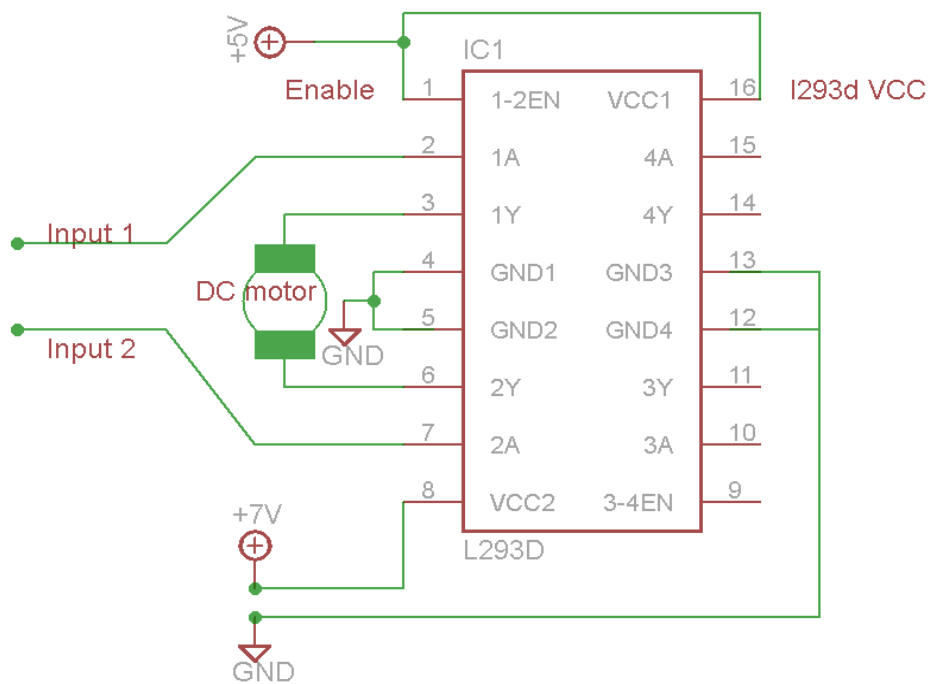 +5V
IC1
Enable
1
1-2EN
VCC1
16
l293d VCC
2
1A
4A
15
3
1Y
4Y
14
Input 1
4
GND1
GND3
13
DC motor
5
GND2
GND4
12
Input 2
GND
6
2Y
3Y
11
7
2A
3A
10
8
VCC2
3-4EN
9
+7V
L293D
GND